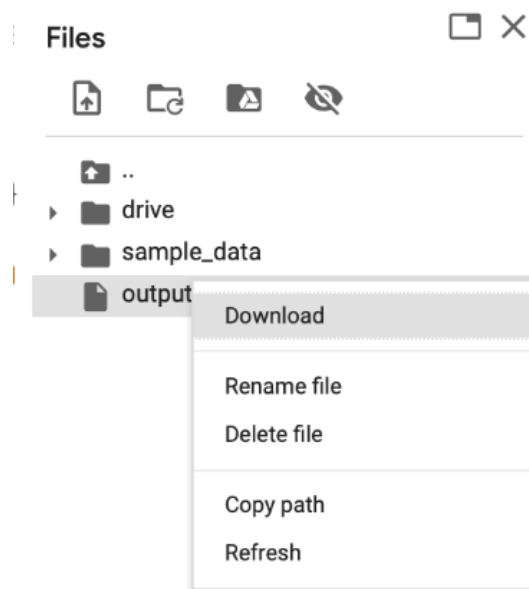 Files
..
drive
sample_data
output
Download
Rename file
Delete file
Copy path
Refresh